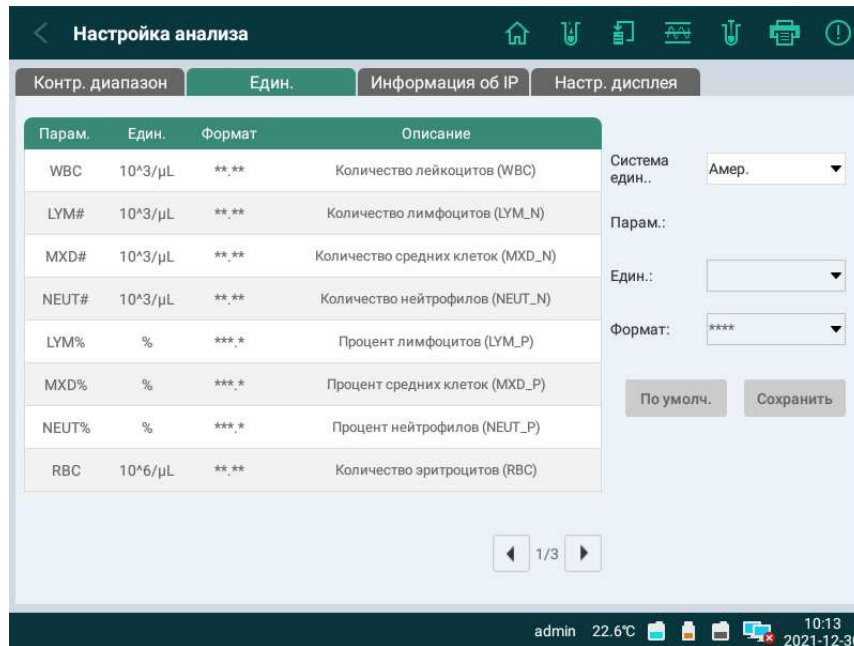 Настройка анализа
Контр. диапазон Един. Информация об IP Настр. дисплея
Парам. Един. Формат Описание
WBC 10^3/µL **.** Количество лейкоцитов (WBC)
LYM# 10^3/µL **.** Количество лимфоцитов (LYM_N)
MXD# 10^3/µL **.** Количество средних клеток (MXD_N)
NEUT# 10^3/µL **.** Количество нейтрофилов (NEUT_N)
LYM% % ***.* Процент лимфоцитов (LYM_P)
MXD% % ***.* Процент средних клеток (MXD_P)
NEUT% % ***.* Процент нейтрофилов (NEUT_P)
RBC 10^6/µL **.** Количество эритроцитов (RBC)
1/3
Система
един.. Амер.
Парам.:
Един.:
Формат: ****
По умолч. Сохранить
admin 22.6℃ 10:13
2021-12-30